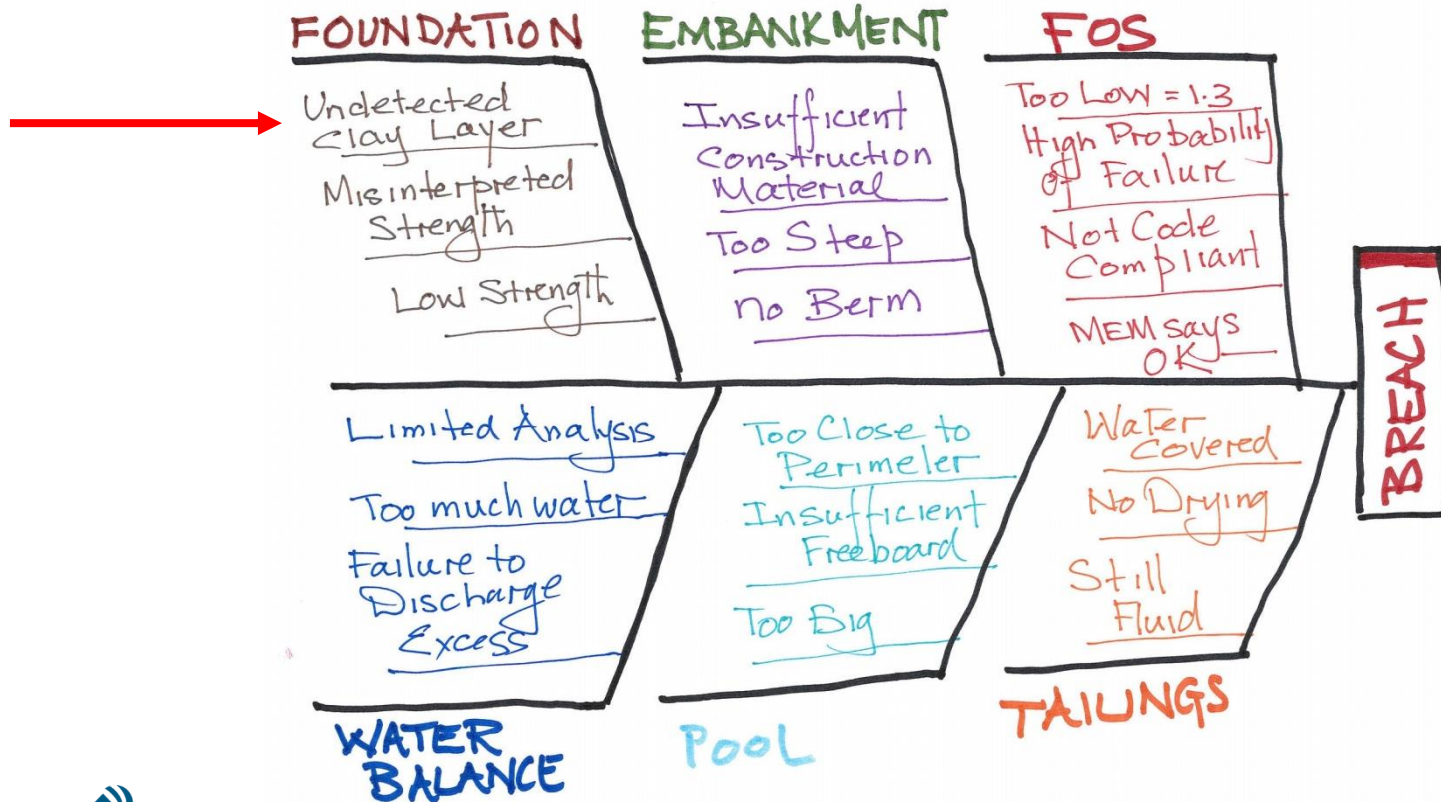 FOUNDATION
Undetected
Clay Layer
Misinterpreted
Strength
Low Strength
EMBANKMENT
Insufficient
Construction
Material
Too Steep
no Berm
FOS
Too Low = 1.3
High Probability
of Failure
Not Code
Compliant
MEM says
OK
BREACH
Limited Analysis
Too much water
Failure to
Discharge
Excess
WATER
BALANCE
Too Close to
Perimeter
Insufficient
Freeboard
Too Big
POOL
Water
Covered
No Drying
Still
Fluid
TAILINGS